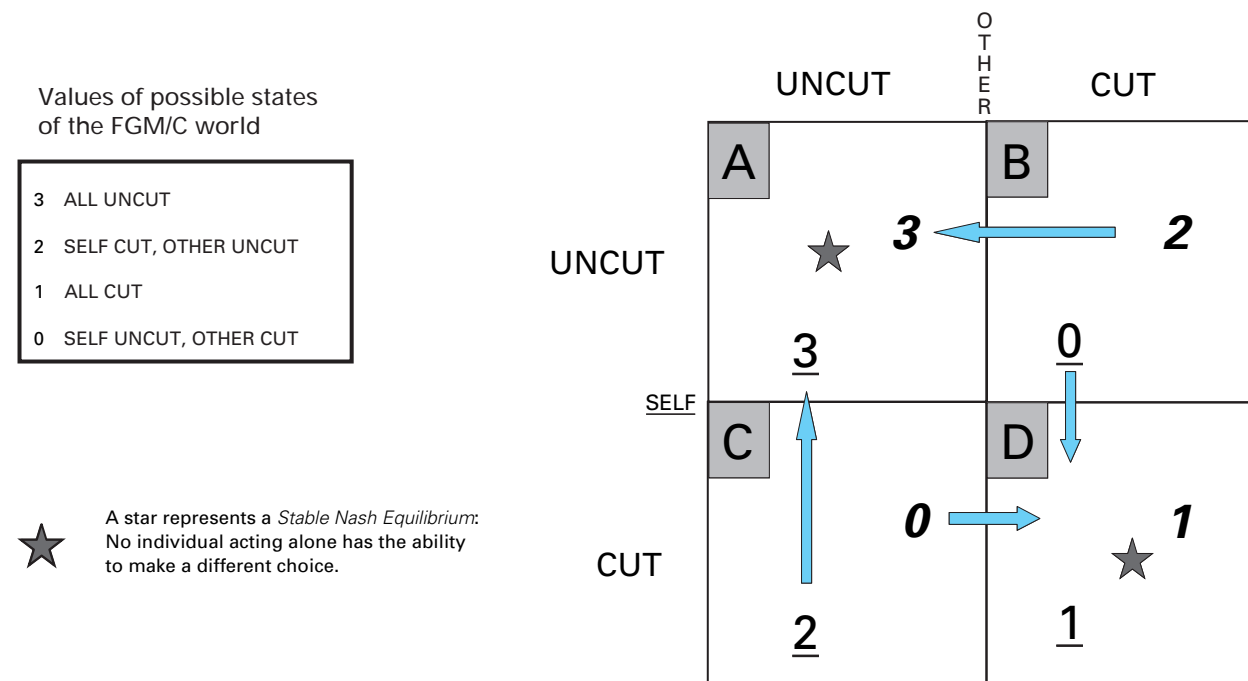 Values of possible states
of the FGM/C world
3 ALL UNCUT
2 SELF CUT, OTHER UNCUT
1 ALL CUT
0 SELF UNCUT, OTHER CUT
A star represents a Stable Nash Equilibrium:
No individual acting alone has the ability
to make a different choice.
OTHER
UNCUT
CUT
UNCUT
SELF
CUT
A
3
3
B
2
0
C
0
2
D
1
1